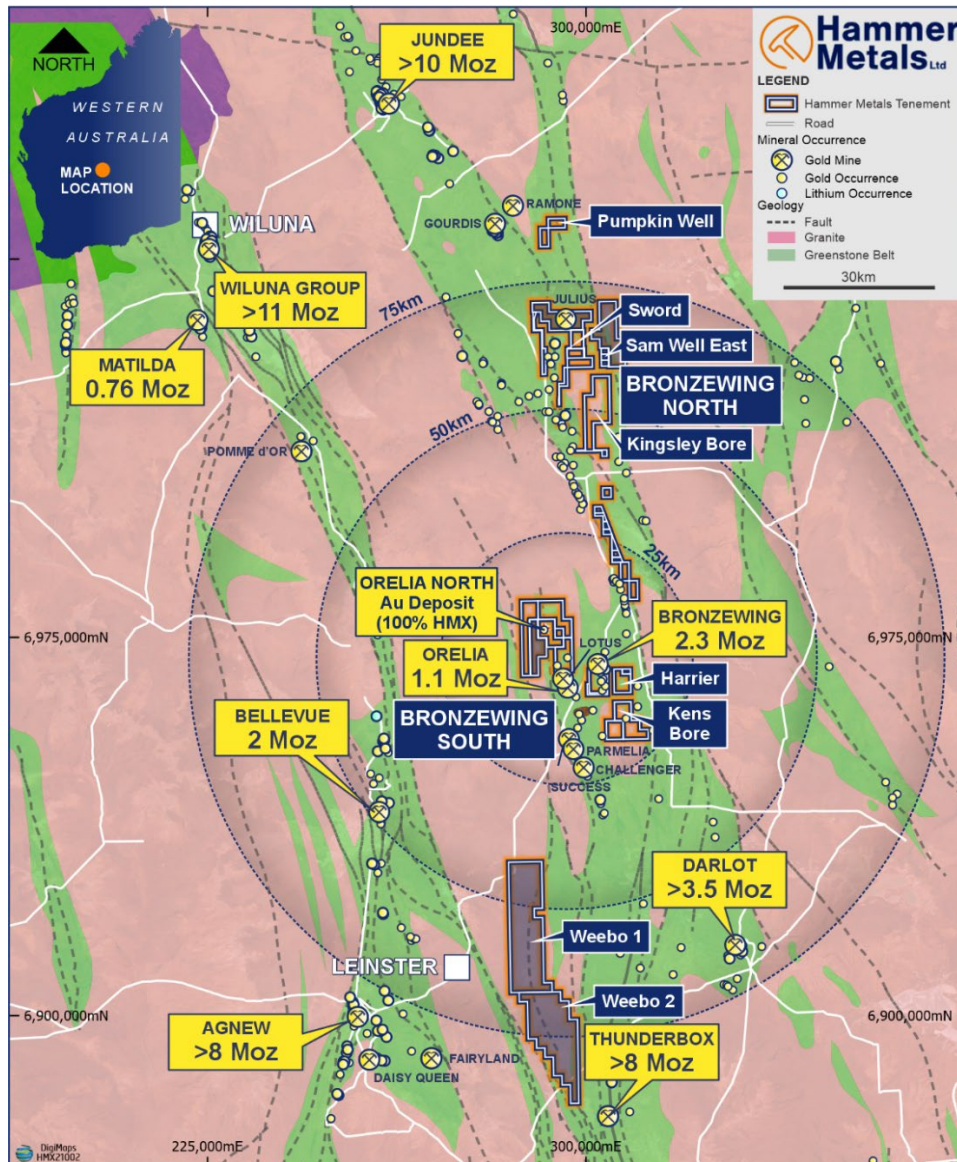 NORTH
WESTERN
AUSTRALIA
MAP
LOCATION
JUNDEE
>10 Moz
300,000mE
Hammer
Metals Ltd
LEGEND
Hammer Metals Tenement
Road
Mineral Occurrence
Gold Mine
Gold Occurrence
Lithium Occurrence
Geology
Fault
Granite
Greenstone Belt
30km
WILUNA
RAMONE
GOURDIS
Pumpkin Well
WILUNA GROUP
>11 Moz
MATILDA
0.76 Moz
75km
JULIUS
Sword
Sam Well East
BRONZEWING
NORTH
50km
Kingsley Bore
POMME d'OR
25km
ORELIA NORTH
Au Deposit
(100% HMX)
6,975,000mN
6,975,000mN
LOTUS
BRONZEWING
2.3 Moz
ORELIA
1.1 Moz
Harrier
BRONZEWING
SOUTH
Kens
Bore
BELLEVUE
2 Moz
PARMELIA
CHALLENGER
SUCCESS
DARLOT
>3.5 Moz
Weebo 1
LEINSTER
Weebo 2
6,900,000mN
6,900,000mN
AGNEW
>8 Moz
THUNDERBOX
>8 Moz
FAIRYLAND
DAISY QUEEN
DigiMaps
HMX21002
225,000mE
300,000mE